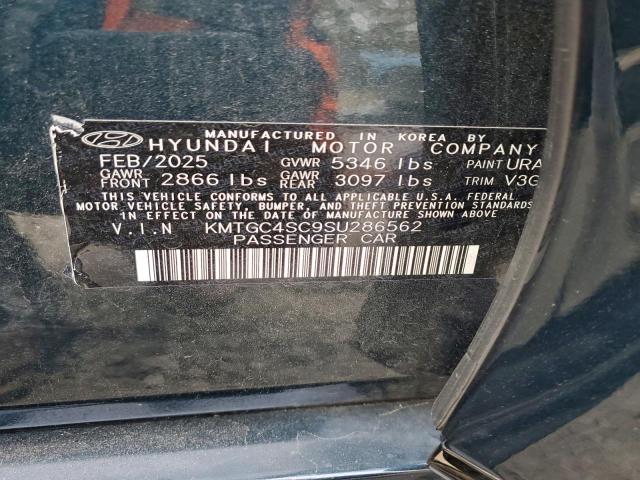 MANUFACTURED IN KOREA BY
HYUNDAI MOTOR COMPANY
FEB/2025 GVWR 5346 lbs PAINT URA
GAWR FRONT 2866 lbs GAWR REAR 3097 lbs TRIM V3G
THIS VEHICLE CONFORMS TO ALL APPLICABLE U.S.A. FEDERAL
MOTOR VEHICLE SAFETY, BUMPER, AND THEFT PREVENTION STANDARDS
IN EFFECT ON THE DATE OF MANUFACTURE SHOWN ABOVE.
V.I.N KMTGC4SC9SU286562
PASSENGER CAR